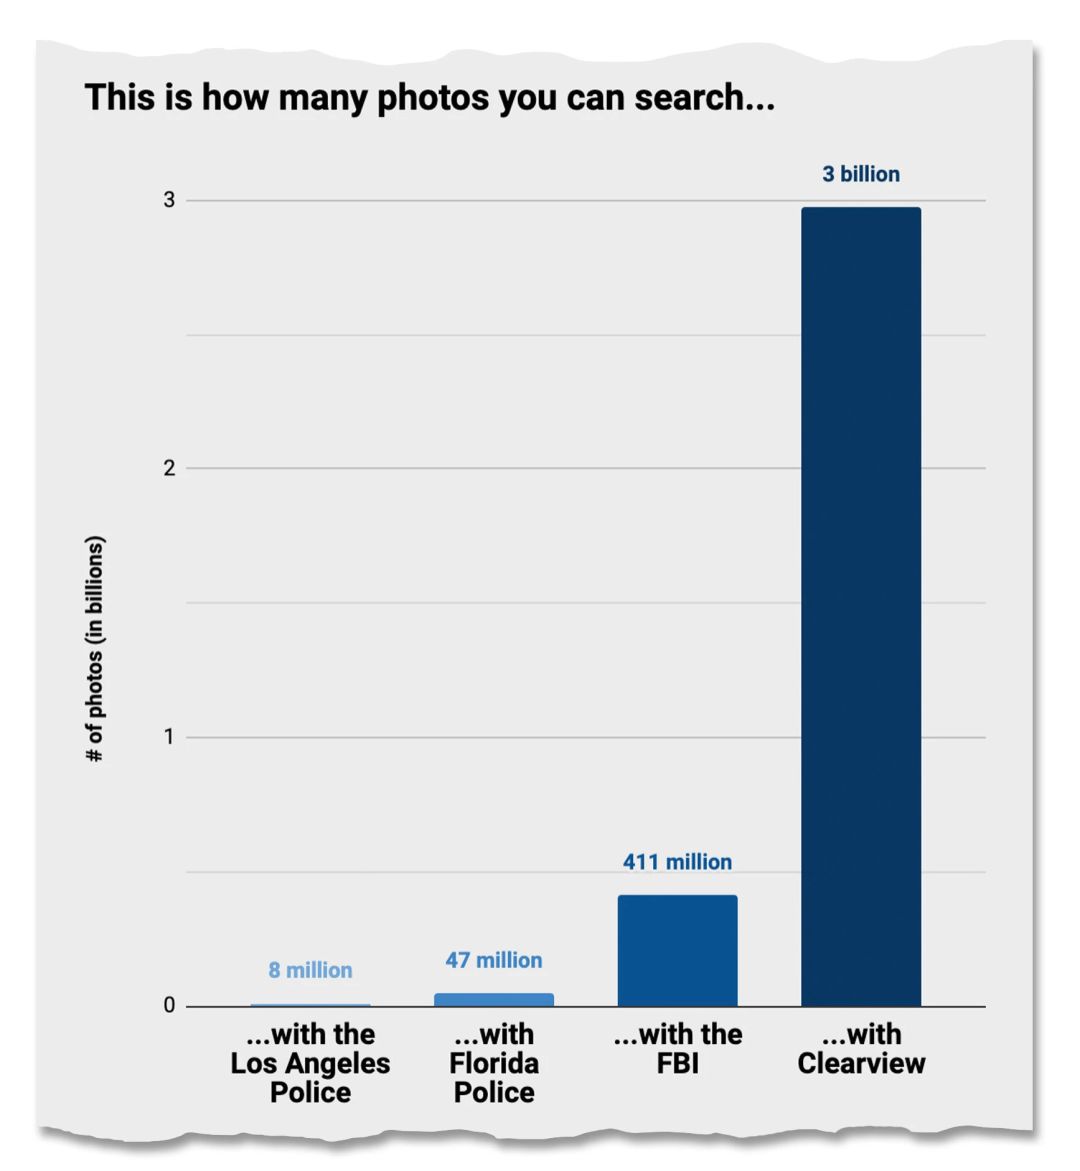 This is how many photos you can search...
3 billion
3
2
# of photos (in billions)
1
411 million
47 million
8 million
0
...with the
Los Angeles
Police
...with
Florida
Police
...with the
FBI
...with
Clearview